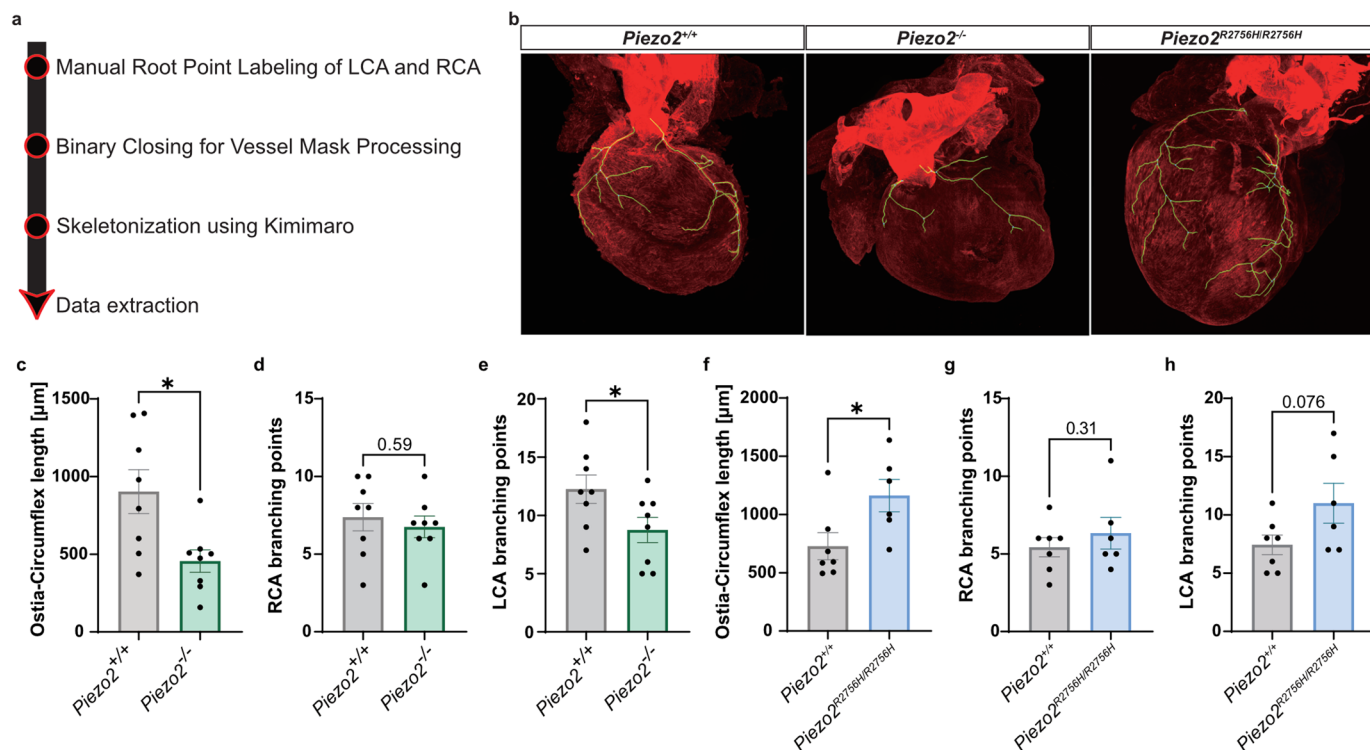 a
Manual Root Point Labeling of LCA and RCA
Binary Closing for Vessel Mask Processing
Skeletonization using Kimimaro
Data extraction
b
Piezo2+/+
Piezo2-/-
Piezo2R2756H/R2756H
c
Ostia-Circumflex length [µm]
1500
1000
500
0
*
Piezo2+/+
Piezo2-/-
d
RCA branching points
15
10
5
0
0.59
Piezo2+/+
Piezo2-/-
e
LCA branching points
20
15
10
5
0
*
Piezo2+/+
Piezo2-/-
f
Ostia-Circumflex length [µm]
2000
1500
1000
500
0
*
Piezo2+/+
Piezo2R2756H/R2756H
g
RCA branching points
15
10
5
0
0.31
Piezo2+/+
Piezo2R2756H/R2756H
h
LCA branching points
20
15
10
5
0
0.076
Piezo2+/+
Piezo2R2756H/R2756H